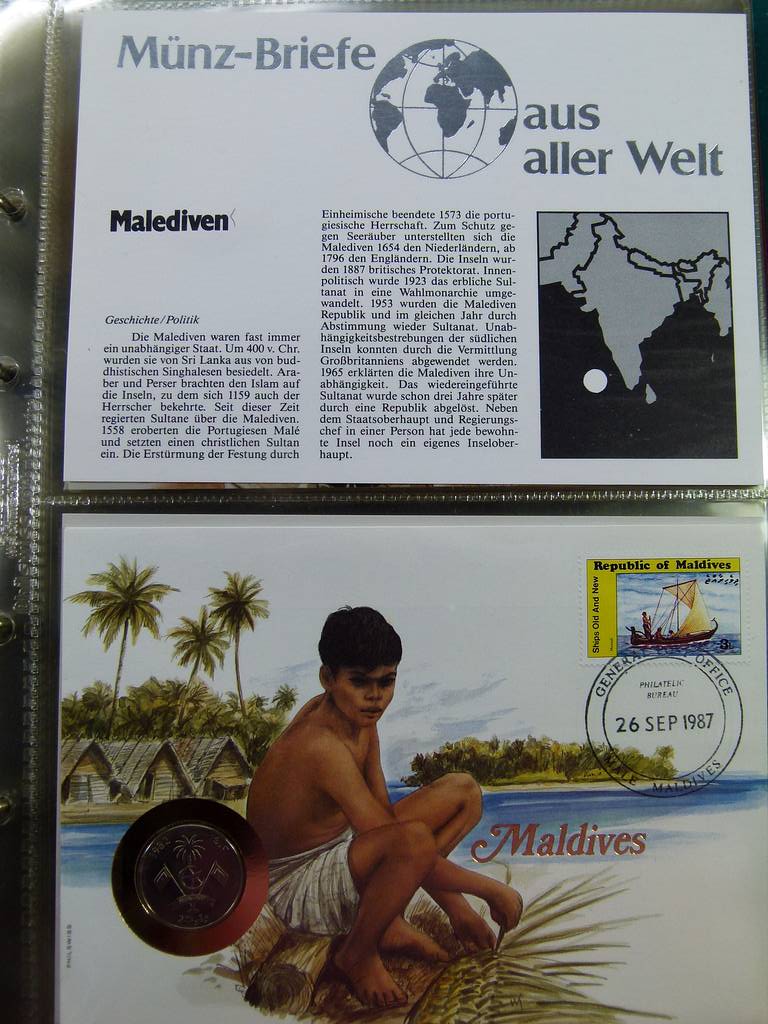 Münz-Briefe
aus
aller Welt
Malediven
Geschichte/Politik
Die Malediven waren fast immer
ein unabhängiger Staat. Um 400 v. Chr.
wurden sie von Sri Lanka aus von bud-
dhistischen Singhalesen besiedelt. Ara-
ber und Perser brachten den Islam auf
die Inseln, zu dem sich 1159 auch der
Herrscher bekehrte. Seit dieser Zeit
regierten Sultane über die Malediven.
1558 eroberten die Portugiesen Malé
und setzten einen christlichen Sultan
ein. Die Erstürmung der Festung durch
Einheimische beendete 1573 die portu-
giesische Herrschaft. Zum Schutz ge-
gen Seeräuber unterstellten sich die
Malediven 1654 den Niederländern, ab
1796 den Engländern. Die Inseln wur-
den 1887 britisches Protektorat. Innen-
politisch wurde 1923 das erbliche Sul-
tanat in eine Wahlmonarchie umge-
wandelt. 1953 wurden die Malediven
Republik und im gleichen Jahr durch
Abstimmung wieder Sultanat. Unab-
hängigkeitsbestrebungen der südlichen
Inseln konnten durch die Vermittlung
Großbritanniens abgewendet werden.
1965 erklärten die Malediven ihre Un-
abhängigkeit. Das wiedereingeführte
Sultanat wurde schon drei Jahre später
durch eine Republik abgelöst. Neben
dem Staatsoberhaupt und Regierungs-
chef in einer Person hat jede bewohn-
te Insel noch ein eigenes Inselober-
haupt.
Republic of Maldives
Ships Old And New
GENERAL POST OFFICE
PHILATELIC
BUREAU
26 SEP 1987
MALE MALDIVES
Maldives
PHILSWISS